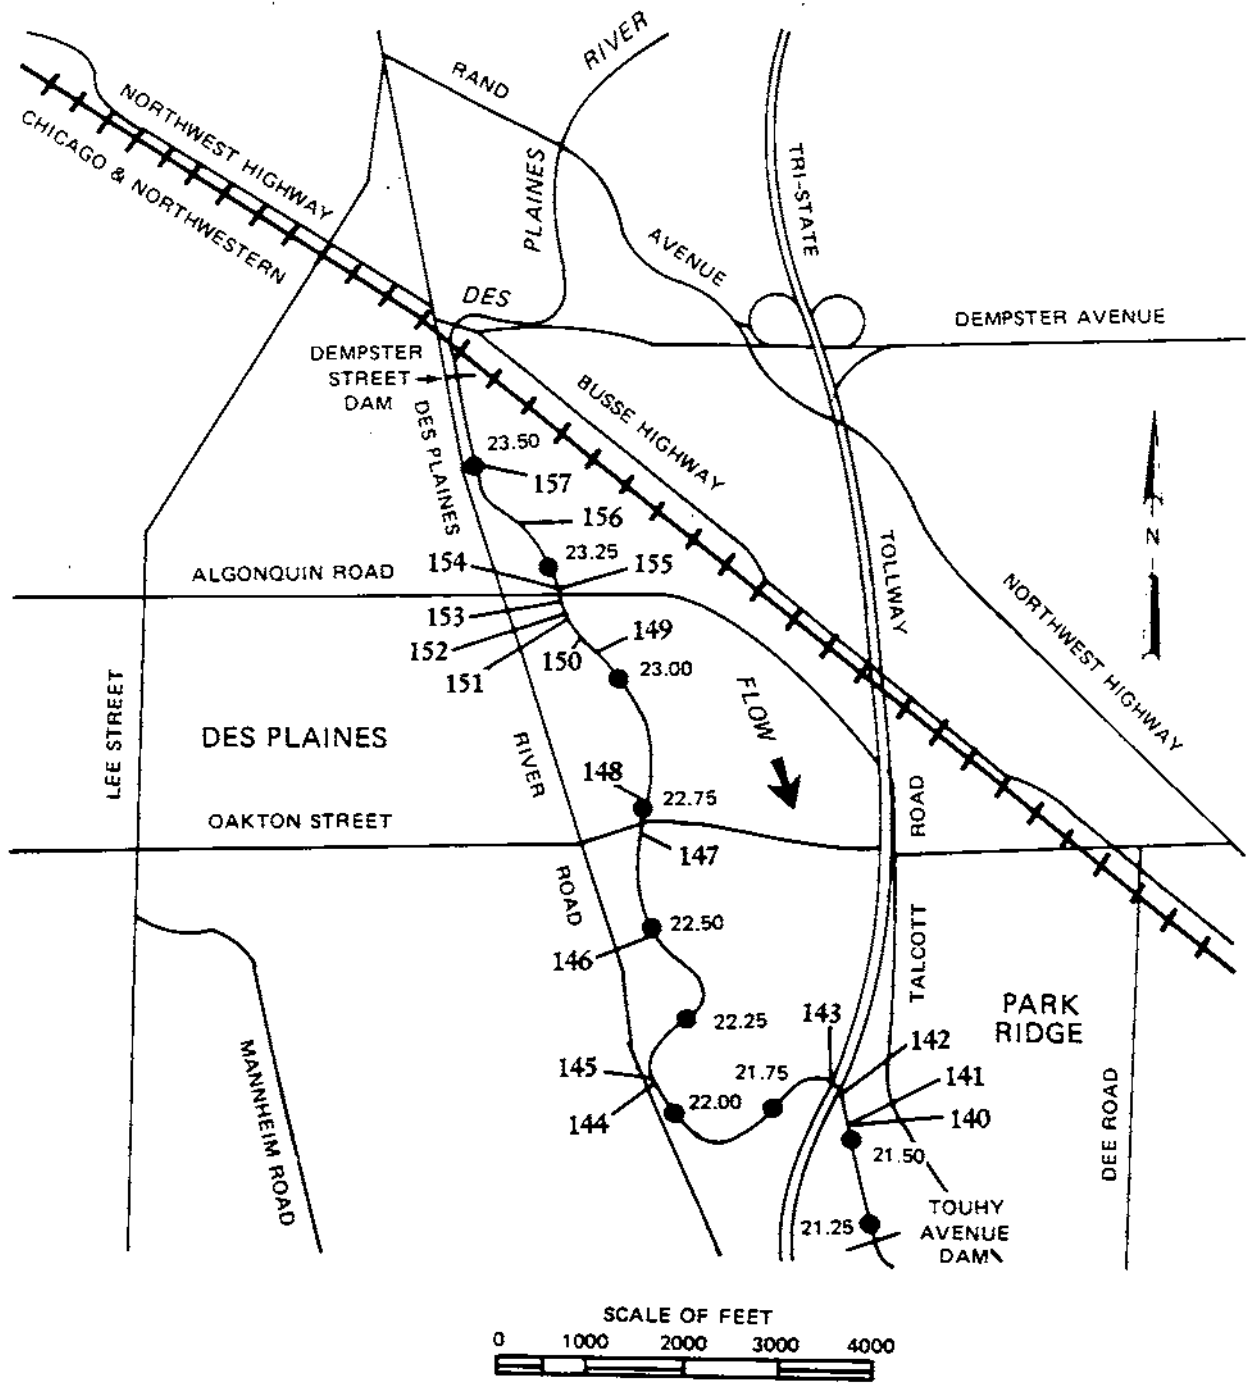 RIVER
RAND
PLAINES
TRI-STATE
NORTHWEST HIGHWAY
CHICAGO & NORTHWESTERN
AVENUE
DES
DEMPSTER AVENUE
DEMPSTER
STREET
DAM
BUSSE HIGHWAY
DES PLAINES
23.50
157
156
N
23.25
154
155
ALGONQUIN ROAD
TOLLWAY
NORTHWEST HIGHWAY
153
149
152
150
151
23.00
LEE STREET
FLOW
DES PLAINES
RIVER
148
22.75
ROAD
OAKTON STREET
147
ROAD
22.50
146
TALCOTT
PARK
RIDGE
143
22.25
142
145
21.75
141
22.00
144
140
MANNHEIM ROAD
DEE ROAD
21.50
21.25
TOUHY
AVENUE
DAM
SCALE OF FEET
0 1000 2000 3000 4000